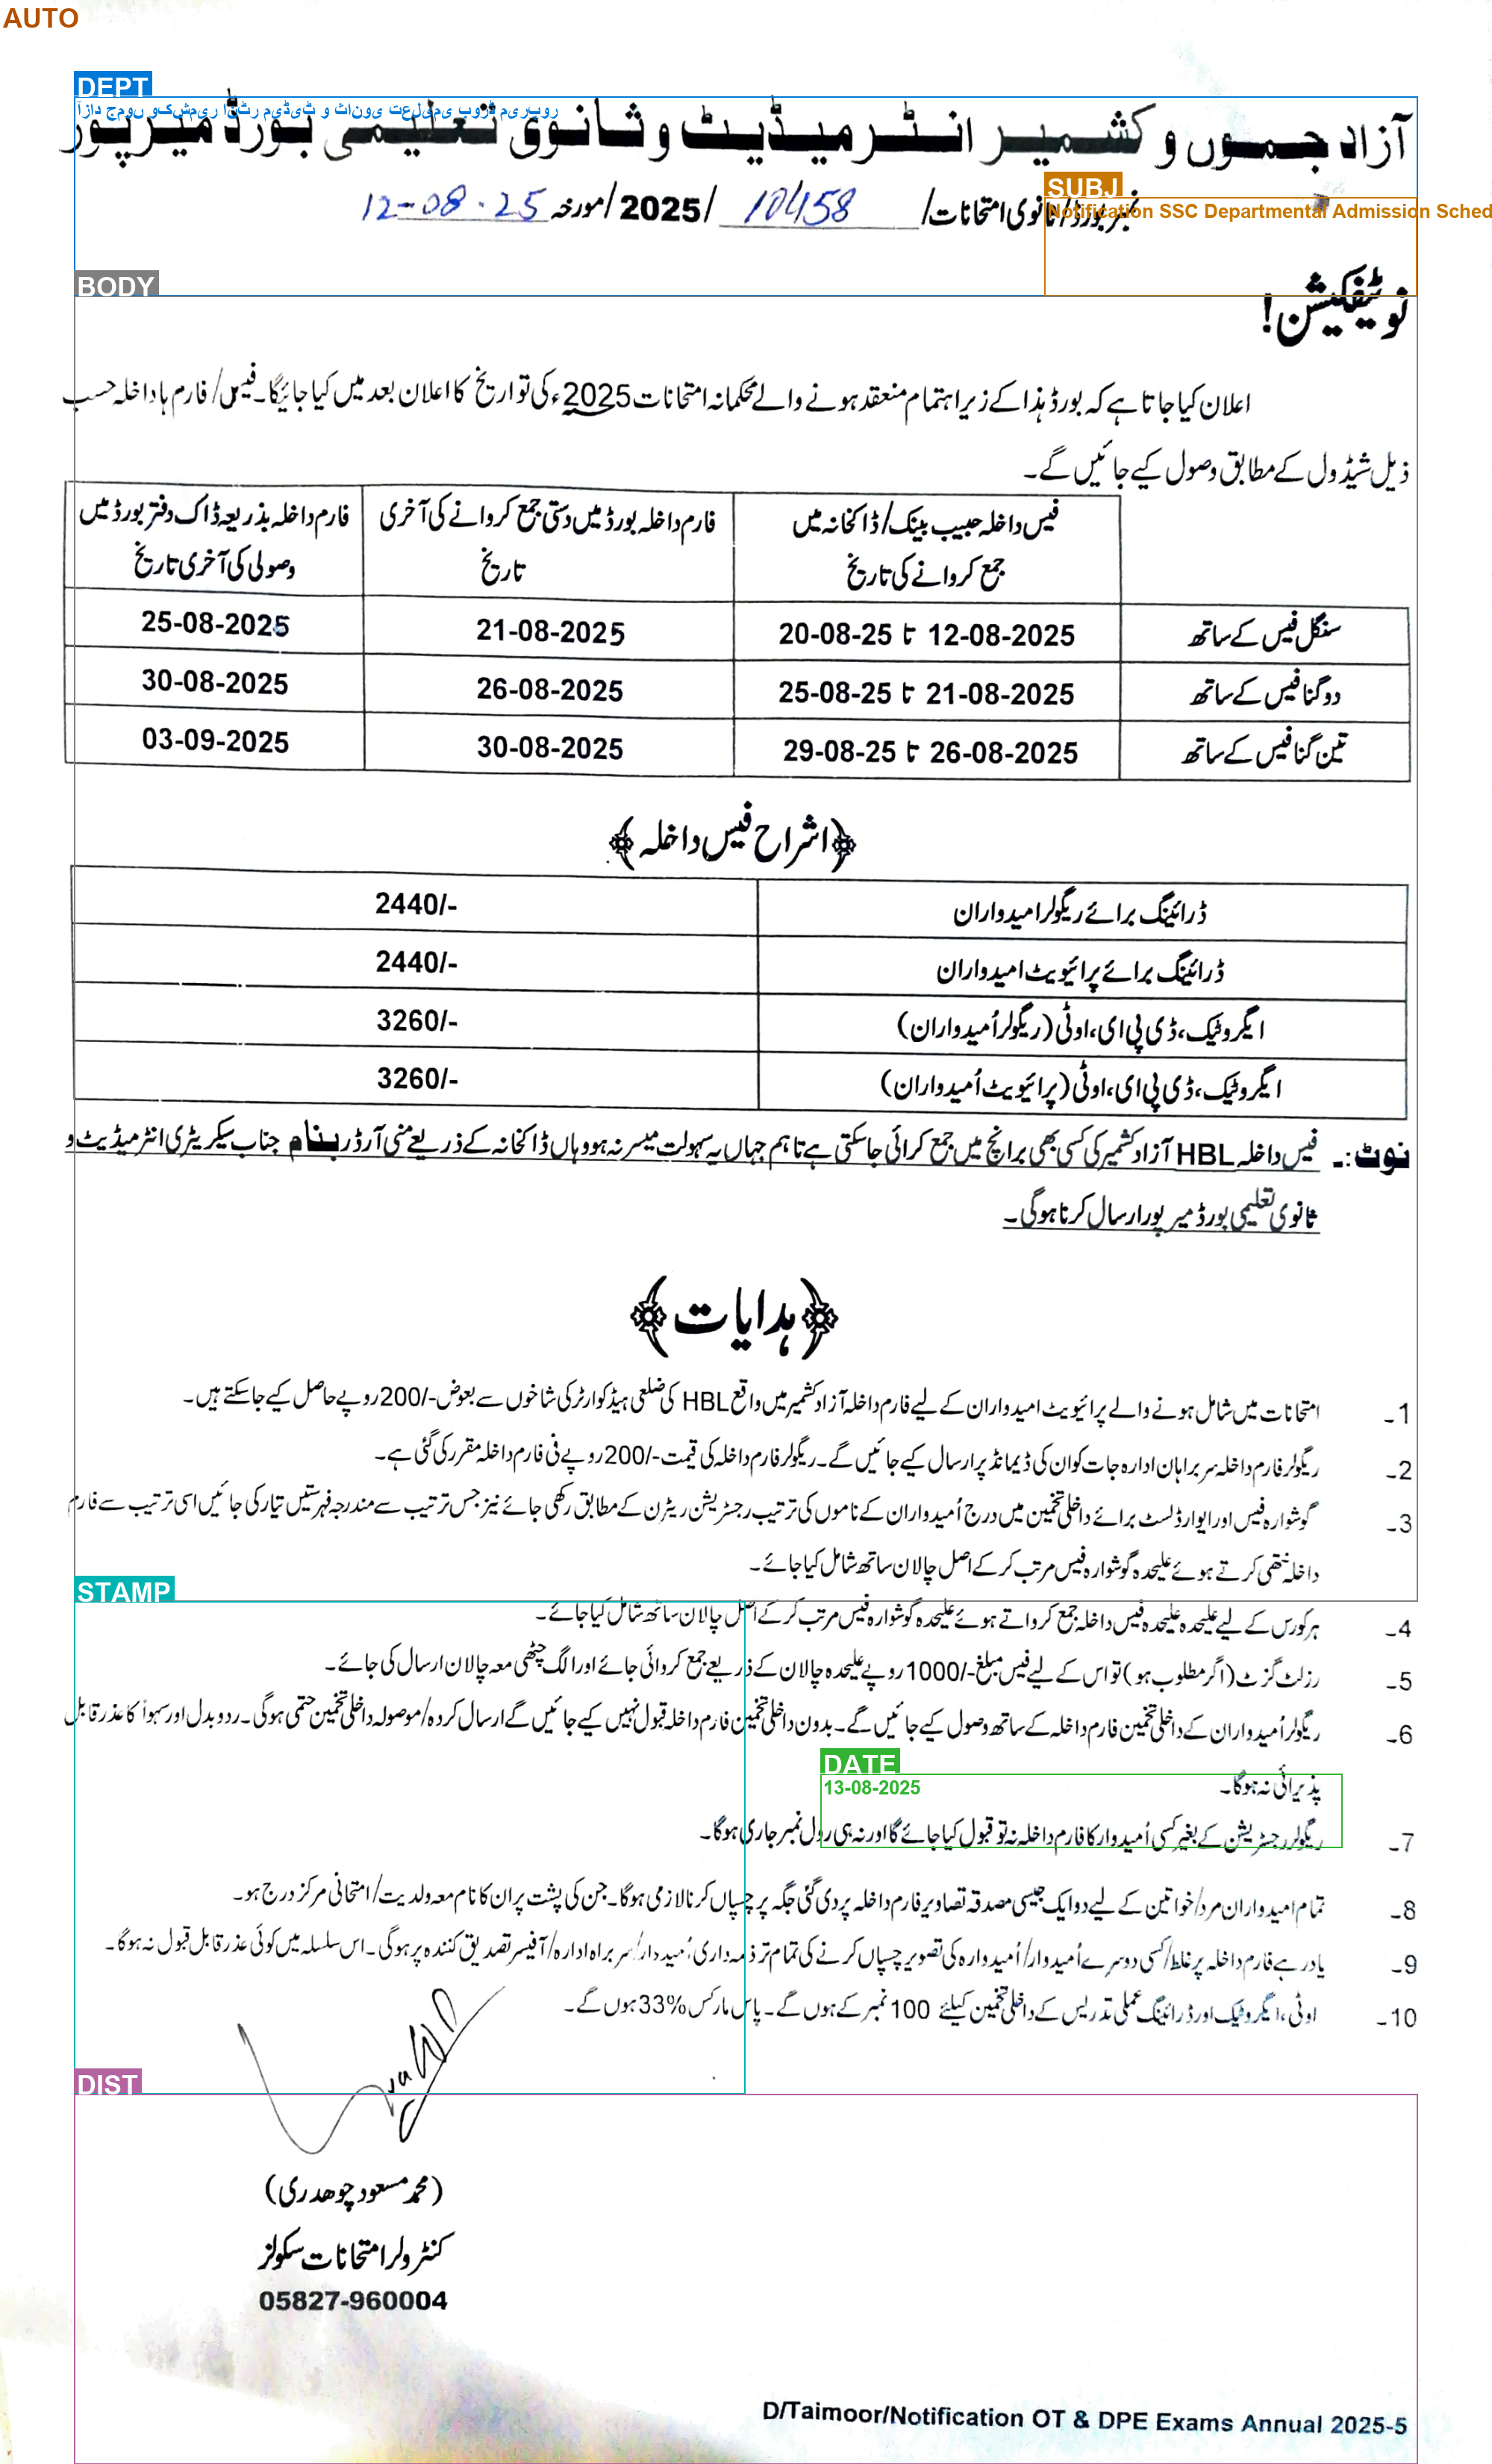 AUTO
DEPT
آزاد جموں و کشمیر انٹرمیڈیٹ و ثانوی تعلیمی بورڈ میرپور
SUBJ
Notification SSC Departmental Admission Sched
نمبر بورڈ/ثانوی امتحانات/ 10458 /2025/مورخہ 12-08-25
BODY
نوٹیفکیشن!
اعلان کیا جاتا ہے کہ بورڈ ہذا کے زیر اہتمام منعقد ہونے والے محکمانہ امتحانات 2025ء کی تواریخ کا اعلان بعد میں کیا جائیگا۔ فیس/ فارم ہا داخلہ حسب
ذیل شیڈول کے مطابق وصول کیے جائیں گے۔
فیس داخلہ حبیب بینک/ڈاکخانہ میں جمع کروانے کی تاریخ | فارم داخلہ بورڈ میں دستی جمع کروانے کی آخری تاریخ | فارم داخلہ بذریعہ ڈاک دفتر بورڈ میں وصولی کی آخری تاریخ
سنگل فیس کے ساتھ | 12-08-2025 تا 20-08-25 | 21-08-2025 | 25-08-2025
دوگنا فیس کے ساتھ | 21-08-2025 تا 25-08-25 | 26-08-2025 | 30-08-2025
تین گنا فیس کے ساتھ | 26-08-2025 تا 29-08-25 | 30-08-2025 | 03-09-2025
﴿اشراح فیس داخلہ﴾
ڈرائینگ برائے ریگولر امیدواران | 2440/-
ڈرائینگ برائے پرائیویٹ امیدواران | 2440/-
ایگروٹیک، ڈی پی ای، اوٹی (ریگولر اُمیدواران) | 3260/-
ایگروٹیک، ڈی پی ای، اوٹی (پرائیویٹ اُمیدواران) | 3260/-
نوٹ:۔ فیس داخلہ HBL آزاد کشمیر کی کسی بھی برانچ میں جمع کرائی جاسکتی ہے تاہم جہاں یہ سہولت میسر نہ ہو وہاں ڈاکخانہ کے ذریعے منی آرڈر بنام جناب سیکریٹری انٹرمیڈیٹ و
ثانوی تعلیمی بورڈ میرپور ارسال کرنا ہوگی۔
﴿ہدایات﴾
1۔ امتحانات میں شامل ہونے والے پرائیویٹ امیدواران کے لیے فارم داخلہ آزاد کشمیر میں واقع HBL کی ضلعی ہیڈکوارٹر کی شاخوں سے بعوض -/200 روپے حاصل کیے جاسکتے ہیں۔
2۔ ریگولر فارم داخلہ سربراہان ادارہ جات کو ان کی ڈیمانڈ پر ارسال کیے جائیں گے۔ ریگولر فارم داخلہ کی قیمت -/200 روپے فی فارم داخلہ مقرر کی گئی ہے۔
3۔ گوشوارہ فیس اور ایوارڈ لسٹ برائے داخلی تخمین میں درج اُمیدواران کے ناموں کی ترتیب رجسٹریشن ریٹرن کے مطابق رکھی جائے نیز جس ترتیب سے مندرجہ فہرستیں تیار کی جائیں اسی ترتیب سے فارم
داخلہ نتھی کرتے ہوئے علیحدہ گوشوارہ فیس مرتب کر کے اصل چالان ساتھ شامل کیا جائے۔
STAMP
4۔ ہر کورس کے لیے علیحدہ علیحدہ فیس داخلہ جمع کرواتے ہوئے علیحدہ گوشوارہ فیس مرتب کر کے اصل چالان ساتھ شامل کیا جائے۔
5۔ رزلٹ گزٹ (اگر مطلوب ہو) تو اس کے لیے فیس مبلغ -/1000 روپے علیحدہ چالان کے ذریعے جمع کروائی جائے اور الگ چٹھی معہ چالان ارسال کی جائے۔
6۔ ریگولر اُمیدواران کے داخلی تخمین فارم داخلہ کے ساتھ وصول کیے جائیں گے۔ بدون داخلی تخمین فارم داخلہ قبول نہیں کیے جائیں گے ارسال کردہ/موصولہ داخلی تخمین حتمی ہوگی۔ ردوبدل اور سہواً کا عذر قابل
پذیرائی نہ ہوگا۔
DATE
13-08-2025
7۔ ریگولر رجسٹریشن کے بغیر کسی اُمیدوار کا فارم داخلہ نہ تو قبول کیا جائے گا اور نہ ہی رول نمبر جاری ہوگا۔
8۔ تمام امیدواران مرد/خواتین کے لیے دو ایک جیسی مصدقہ تصاویر فارم داخلہ پر دی گئی جگہ پر چسپاں کرنا لازمی ہوگا۔ جن کی پشت پر ان کا نام معہ ولدیت/امتحانی مرکز درج ہو۔
9۔ یاد رہے فارم داخلہ پر غلط/کسی دوسرے اُمیدوار/اُمیدوارہ کی تصویر چسپاں کرنے کی تمام تر ذمہ داری اُمیددار/سربراہ ادارہ/آفیسر تصدیق کنندہ پر ہوگی۔ اس سلسلہ میں کوئی عذر قابل قبول نہ ہوگا۔
10۔ اوٹی، ایگروٹیک اور ڈرائینگ عملی تدریس کے داخلی تخمین کیلئے 100 نمبر کے ہوں گے۔ پاس مارکس 33% ہوں گے۔
DIST
(محمد مسعود چوھدری)
کنٹرولر امتحانات سکولز
05827-960004
D/Taimoor/Notification OT & DPE Exams Annual 2025-5